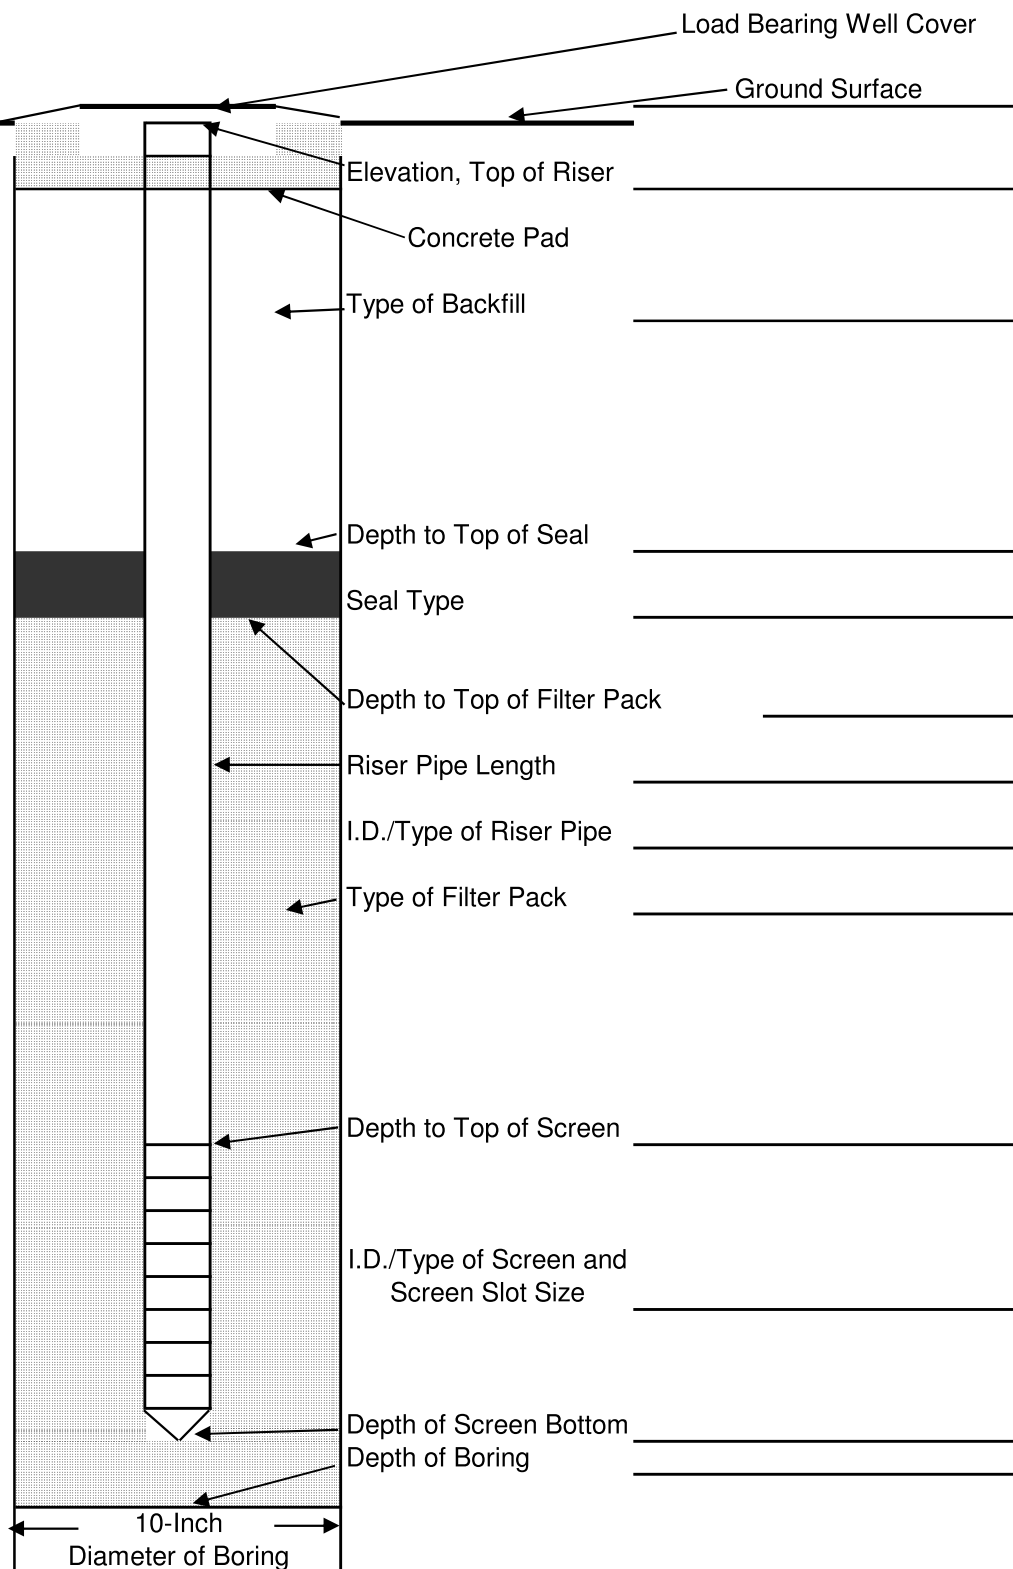 Load Bearing Well Cover
Ground Surface
Elevation, Top of Riser
Concrete Pad
Type of Backfill
Depth to Top of Seal
Seal Type
Depth to Top of Filter Pack
Riser Pipe Length
I.D./Type of Riser Pipe
Type of Filter Pack
Depth to Top of Screen
I.D./Type of Screen and
Screen Slot Size
Depth of Screen Bottom
Depth of Boring
10-Inch
Diameter of Boring